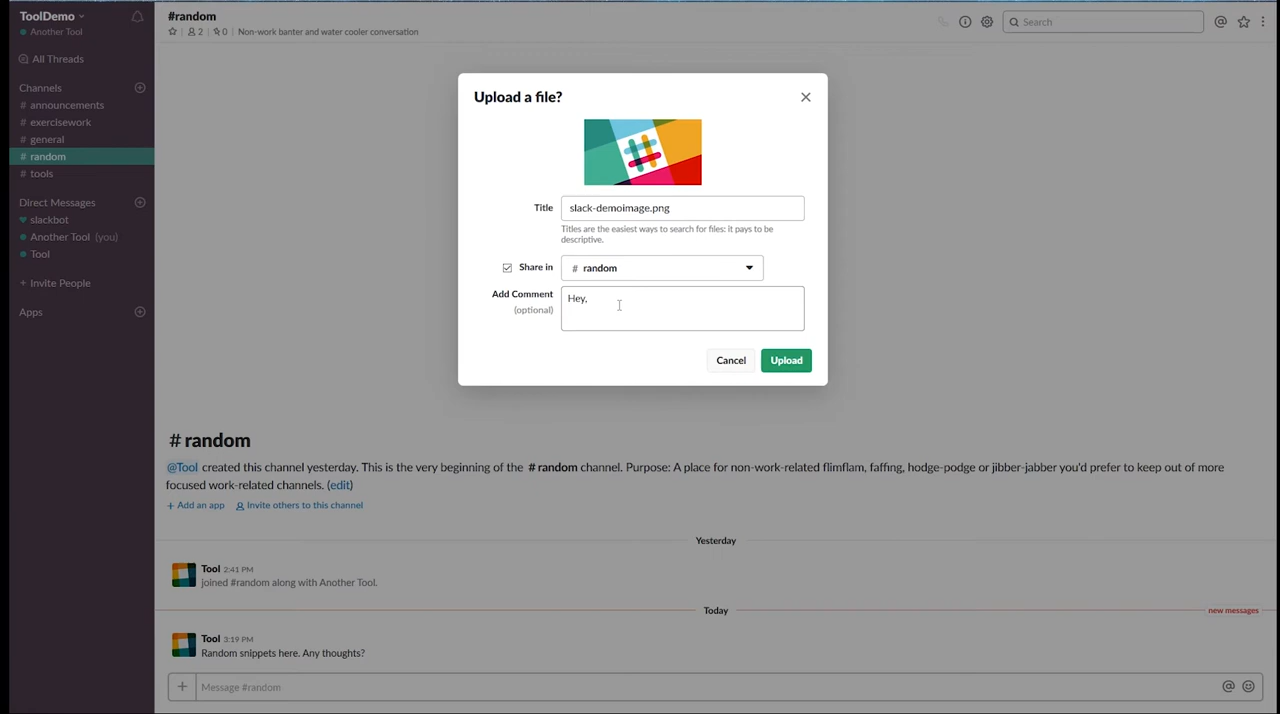 ToolDemo
Another Tool
All Threads
Channels
# announcements
# exercisework
# general
# random
# tools
Direct Messages
slackbot
Another Tool (you)
Tool
+ Invite People
Apps
#random
2 | 0 | Non-work banter and water cooler conversation
Search
Upload a file?
Title
slack-demoimage.png
Titles are the easiest ways to search for files: it pays to be
descriptive.
Share in
# random
Add Comment
(optional)
Hey,
Cancel
Upload
# random
@Tool created this channel yesterday. This is the very beginning of the # random channel. Purpose: A place for non-work-related flimflam, faffing, hodge-podge or jibber-jabber you'd prefer to keep out of more
focused work-related channels. (edit)
+ Add an app
Invite others to this channel
Yesterday
Tool 2:41 PM
joined #random along with Another Tool.
Today
new messages
Tool 3:19 PM
Random snippets here. Any thoughts?
+ Message #random